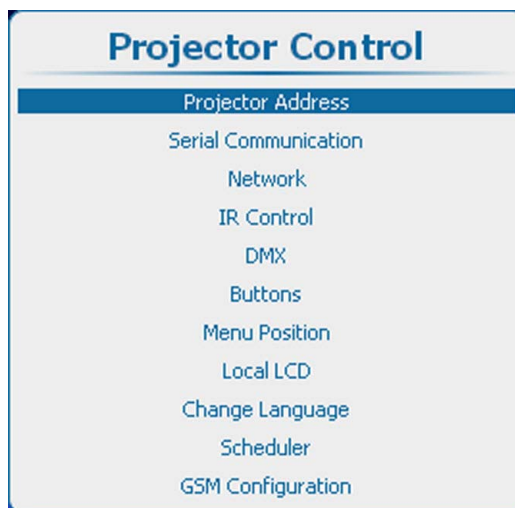 Projector Control
Projector Address
Serial Communication
Network
IR Control
DMX
Buttons
Menu Position
Local LCD
Change Language
Scheduler
GSM Configuration